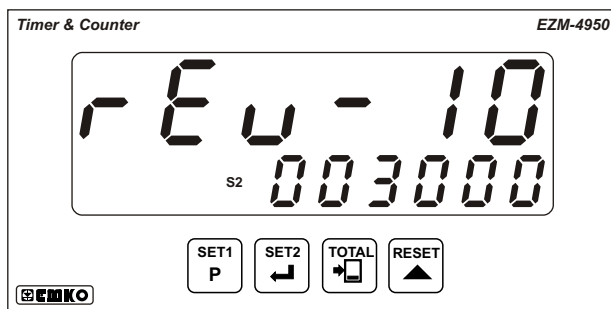 Timer & Counter EZM-4950
rEu-10
S2 003000
SET1 SET2 TOTAL RESET
P
EMKO